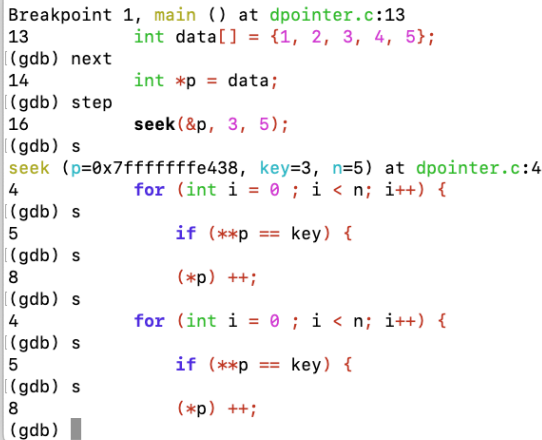 Breakpoint 1, main () at dpointer.c:13
13          int data[] = {1, 2, 3, 4, 5};
(gdb) next
14          int *p = data;
(gdb) step
16          seek(&p, 3, 5);
(gdb) s
seek (p=0x7fffffffe438, key=3, n=5) at dpointer.c:4
4           for (int i = 0 ; i < n; i++) {
(gdb) s
5               if (**p == key) {
(gdb) s
8               (*p) ++;
(gdb) s
4           for (int i = 0 ; i < n; i++) {
(gdb) s
5               if (**p == key) {
(gdb) s
8               (*p) ++;
(gdb)